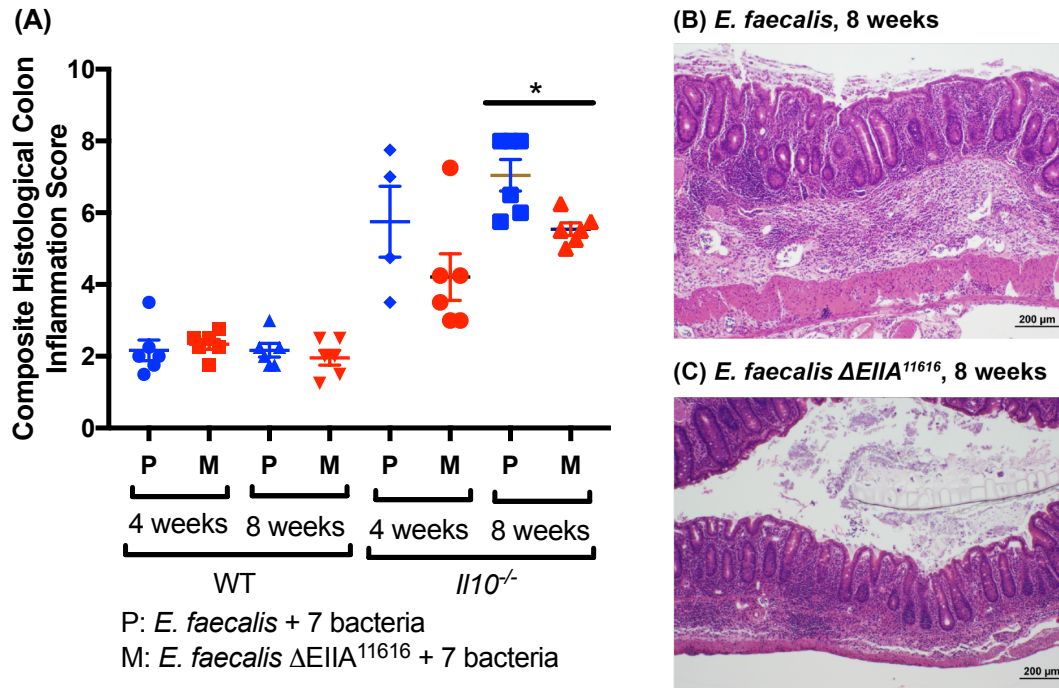 (A)
Composite Histological Colon
Inflammation Score
10
8
6
4
2
0
*
P M P M P M P M
4 weeks 8 weeks 4 weeks 8 weeks
WT Il10-/-
P: E. faecalis + 7 bacteria
M: E. faecalis ΔEIIA11616 + 7 bacteria
(B) E. faecalis, 8 weeks
200 µm
(C) E. faecalis ΔEIIA11616, 8 weeks
200 µm